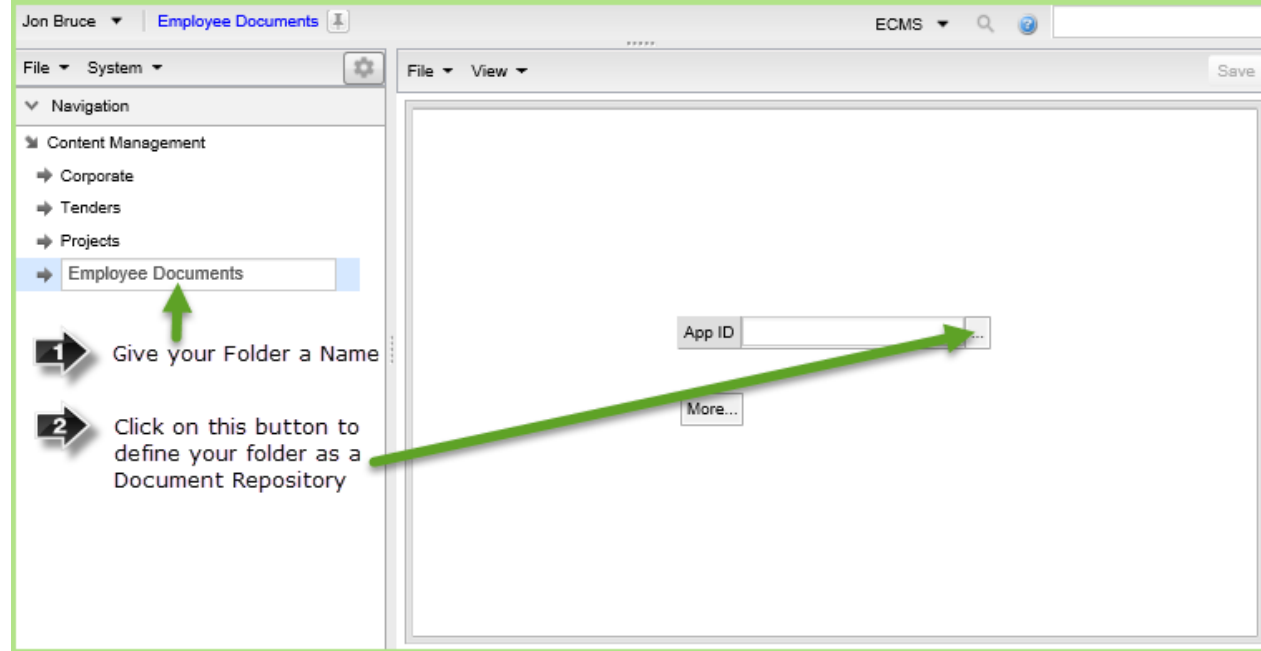 Jon Bruce Employee Documents ECMS
File System
File View Save
Navigation
Content Management
Corporate
Tenders
Projects
Employee Documents
1 Give your Folder a Name
2 Click on this button to
define your folder as a
Document Repository
App ID ...
More...